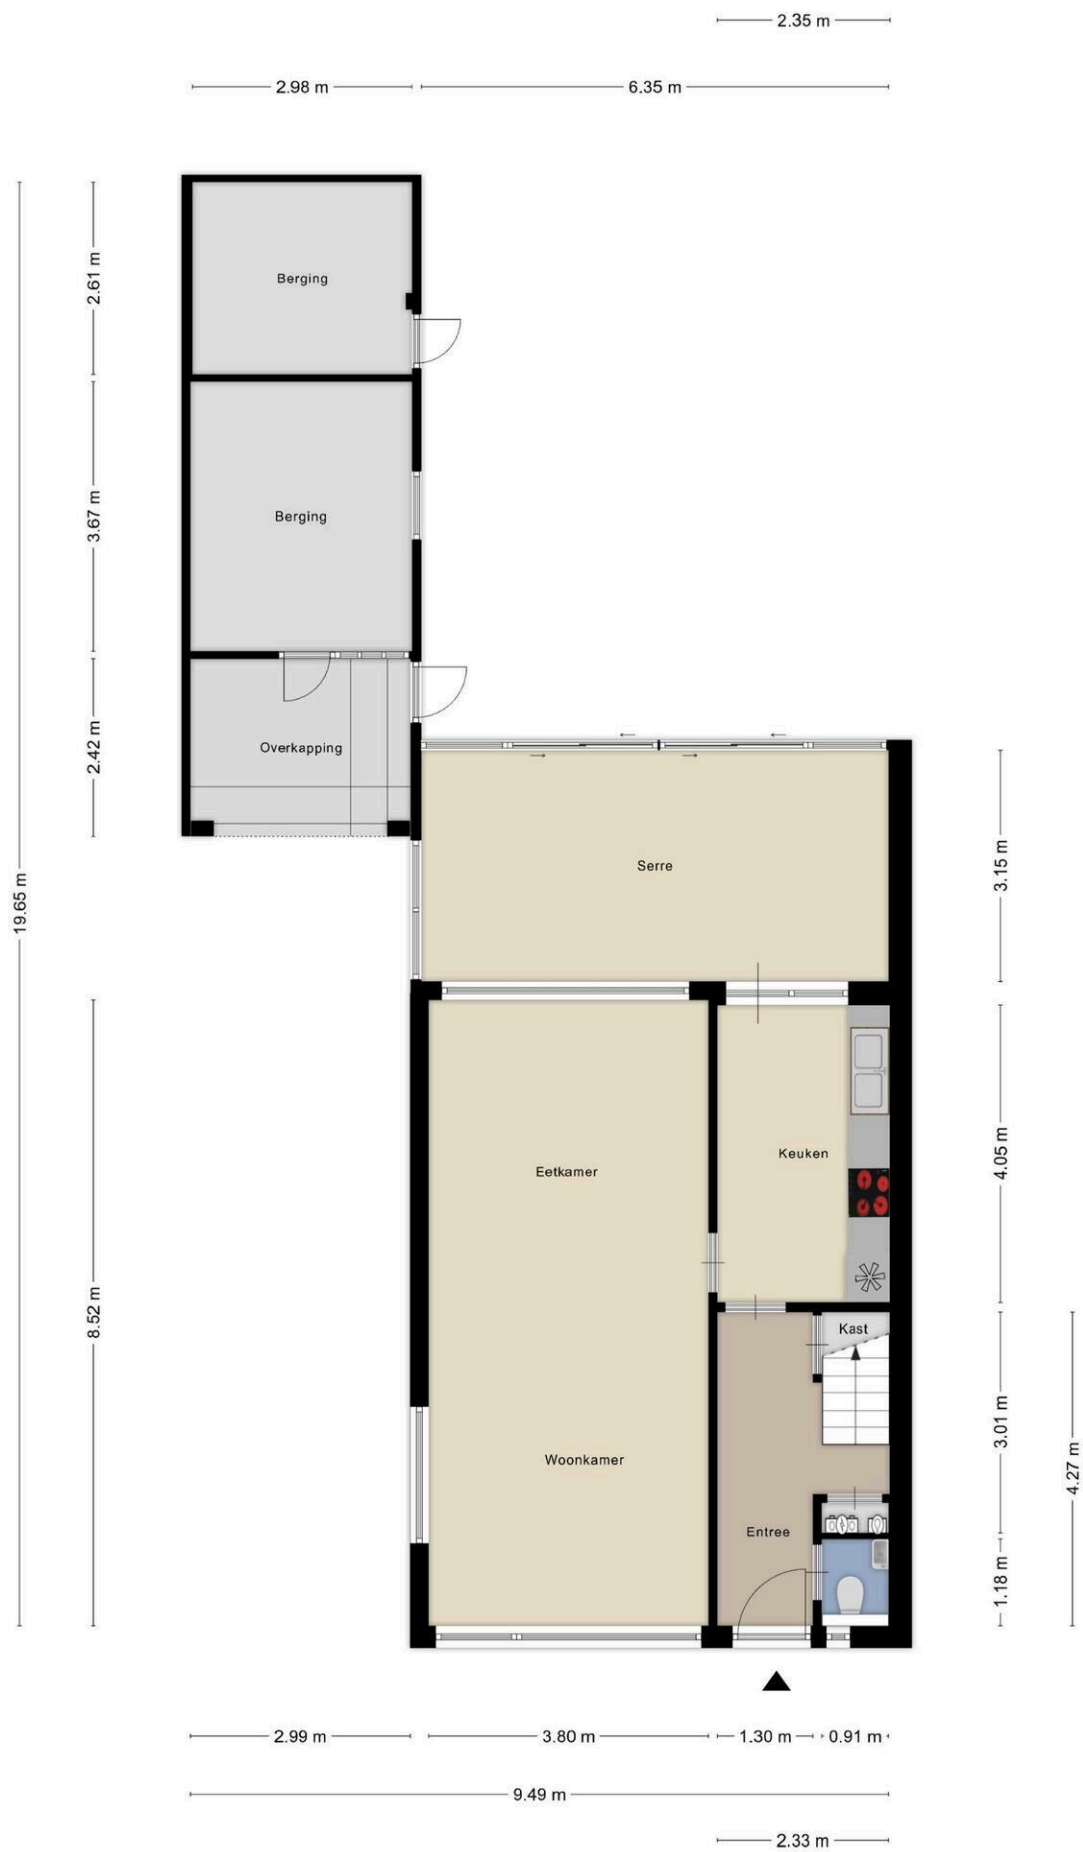 2.35 m
2.98 m
6.35 m
2.61 m
Berging
3.67 m
Berging
2.42 m
Overkapping
19.65 m
Serre
3.15 m
Eetkamer
Keuken
4.05 m
8.52 m
Kast
Woonkamer
3.01 m
4.27 m
Entree
1.18 m
2.99 m
3.80 m
1.30 m
0.91 m
9.49 m
2.33 m